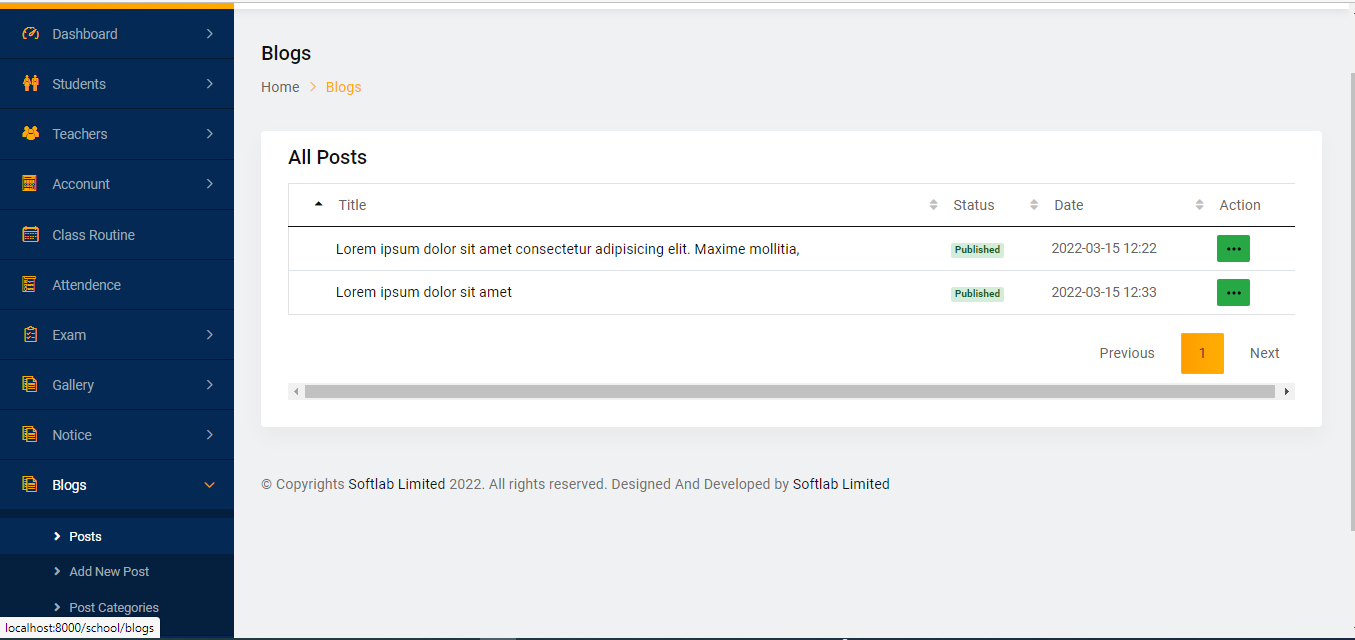 Dashboard
Students
Teachers
Acconunt
Class Routine
Attendence
Exam
Gallery
Notice
Blogs
Posts
Add New Post
Post Categories
localhost:8000/school/blogs
Blogs
Home Blogs
All Posts
Title Status Date Action
Lorem ipsum dolor sit amet consectetur adipisicing elit. Maxime mollitia, Published 2022-03-15 12:22
Lorem ipsum dolor sit amet Published 2022-03-15 12:33
Previous 1 Next
© Copyrights Softlab Limited 2022. All rights reserved. Designed And Developed by Softlab Limited